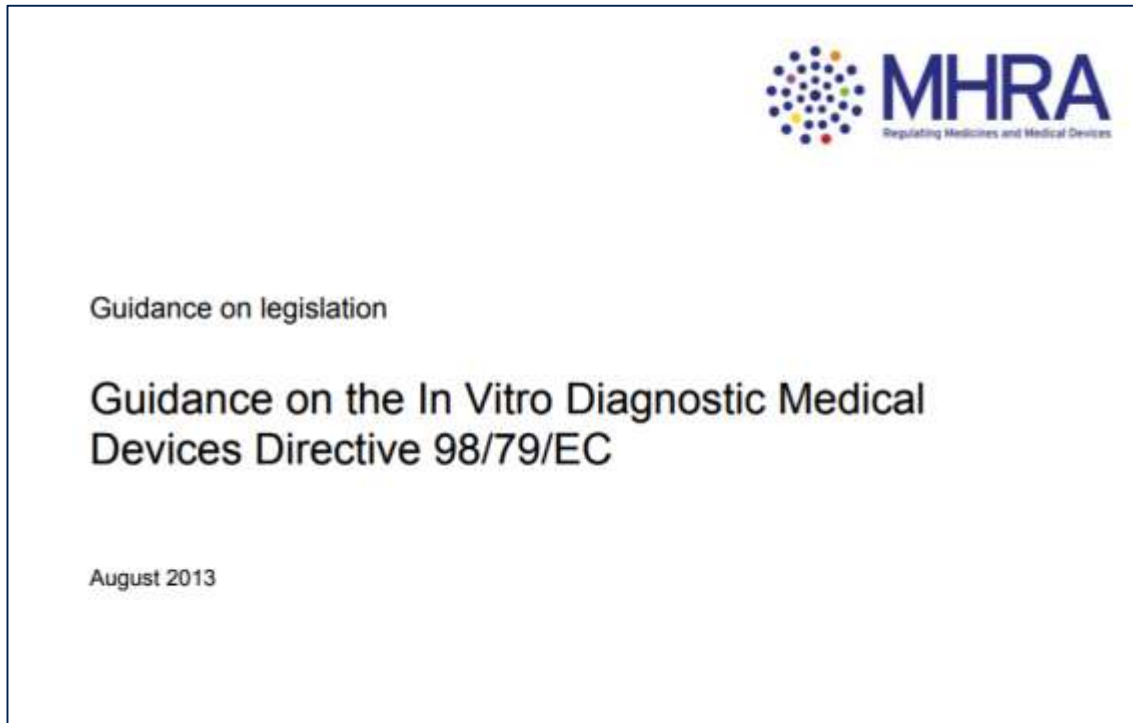 MHRA
Regulating Medicines and Medical Devices
Guidance on legislation
Guidance on the In Vitro Diagnostic Medical
Devices Directive 98/79/EC
August 2013